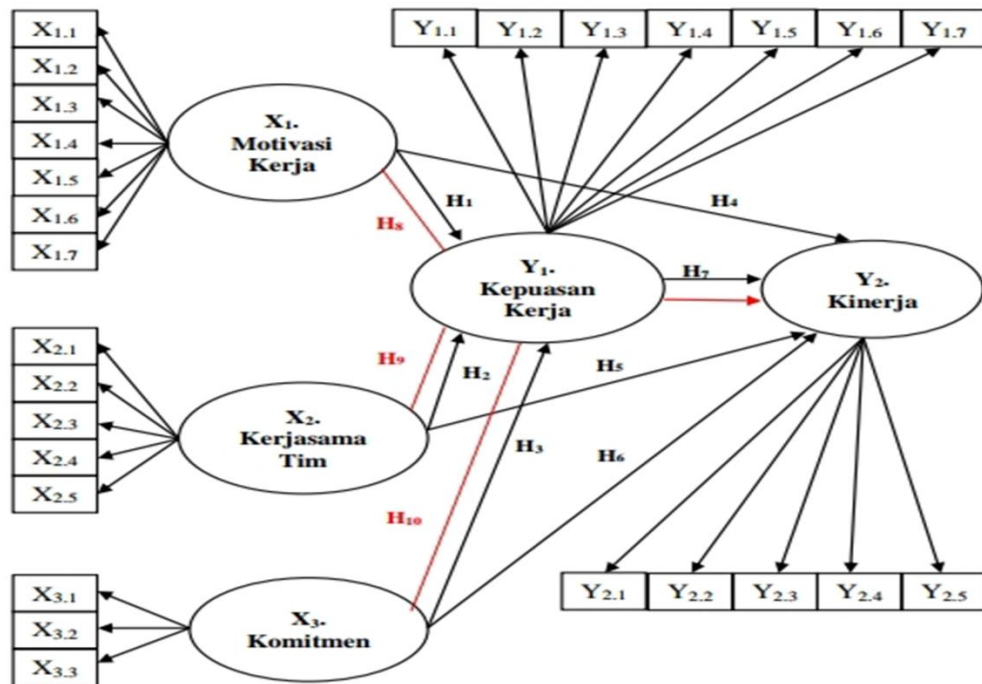 X1.1
X1.2
X1.3
X1.4
X1.5
X1.6
X1.7
Y1.1 Y1.2 Y1.3 Y1.4 Y1.5 Y1.6 Y1.7
X1.
Motivasi
Kerja
H1
H8
H4
Y1.
Kepuasan
Kerja
H7
Y2.
Kinerja
X2.1
X2.2
X2.3
X2.4
X2.5
X2.
Kerjasama
Tim
H9
H2
H5
H3
H6
H10
X3.1
X3.2
X3.3
X3.
Komitmen
Y2.1 Y2.2 Y2.3 Y2.4 Y2.5